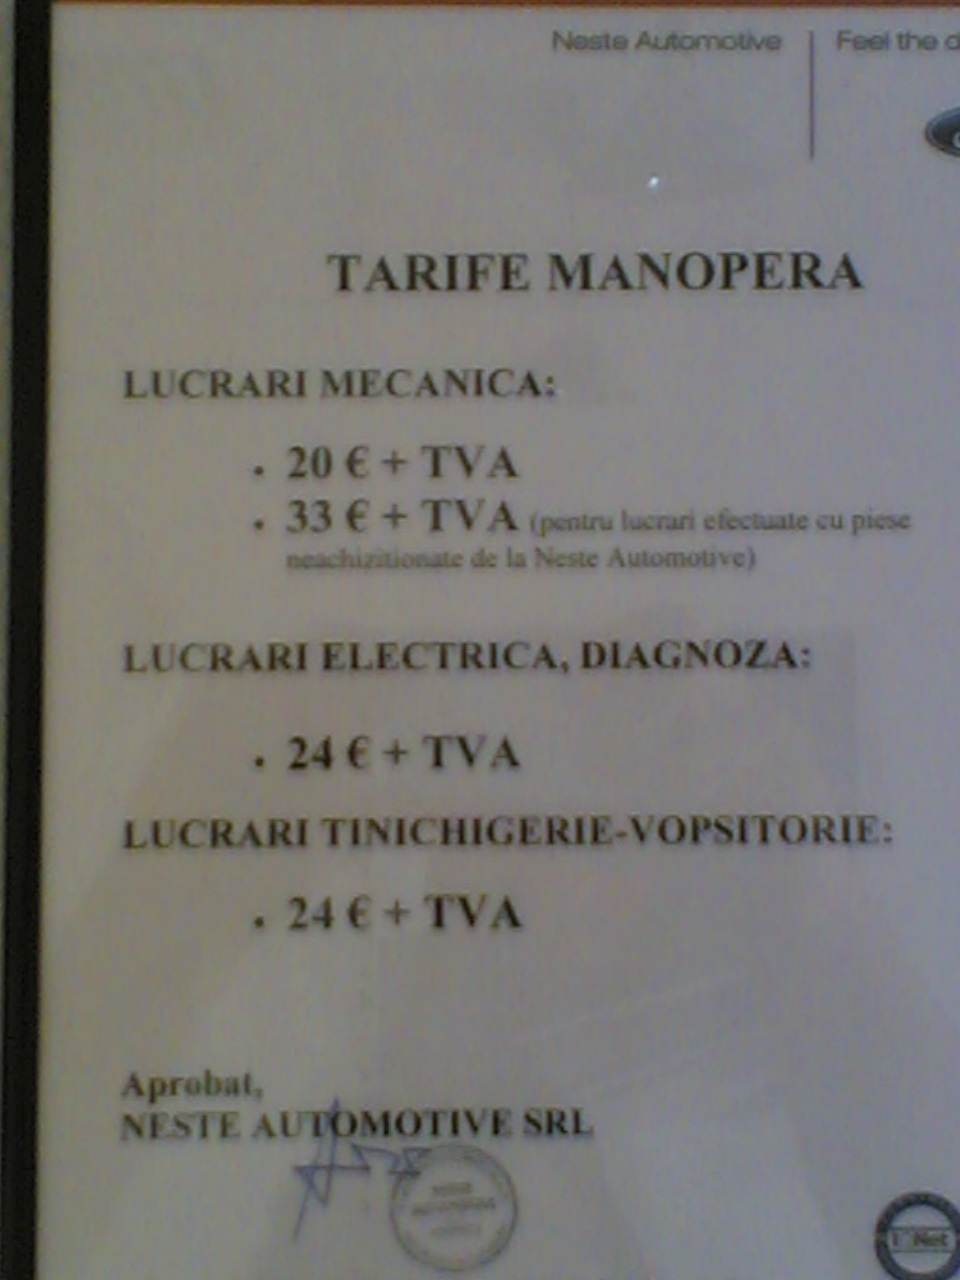 Neste Automotive | Feel the d
TARIFE MANOPERA
LUCRARI MECANICA:
• 20 € + TVA
• 33 € + TVA (pentru lucrari efectuate cu piese
neachizitionate de la Neste Automotive)
LUCRARI ELECTRICA, DIAGNOZA:
• 24 € + TVA
LUCRARI TINICHIGERIE-VOPSITORIE:
• 24 € + TVA
Aprobat,
NESTE AUTOMOTIVE SRL
Net